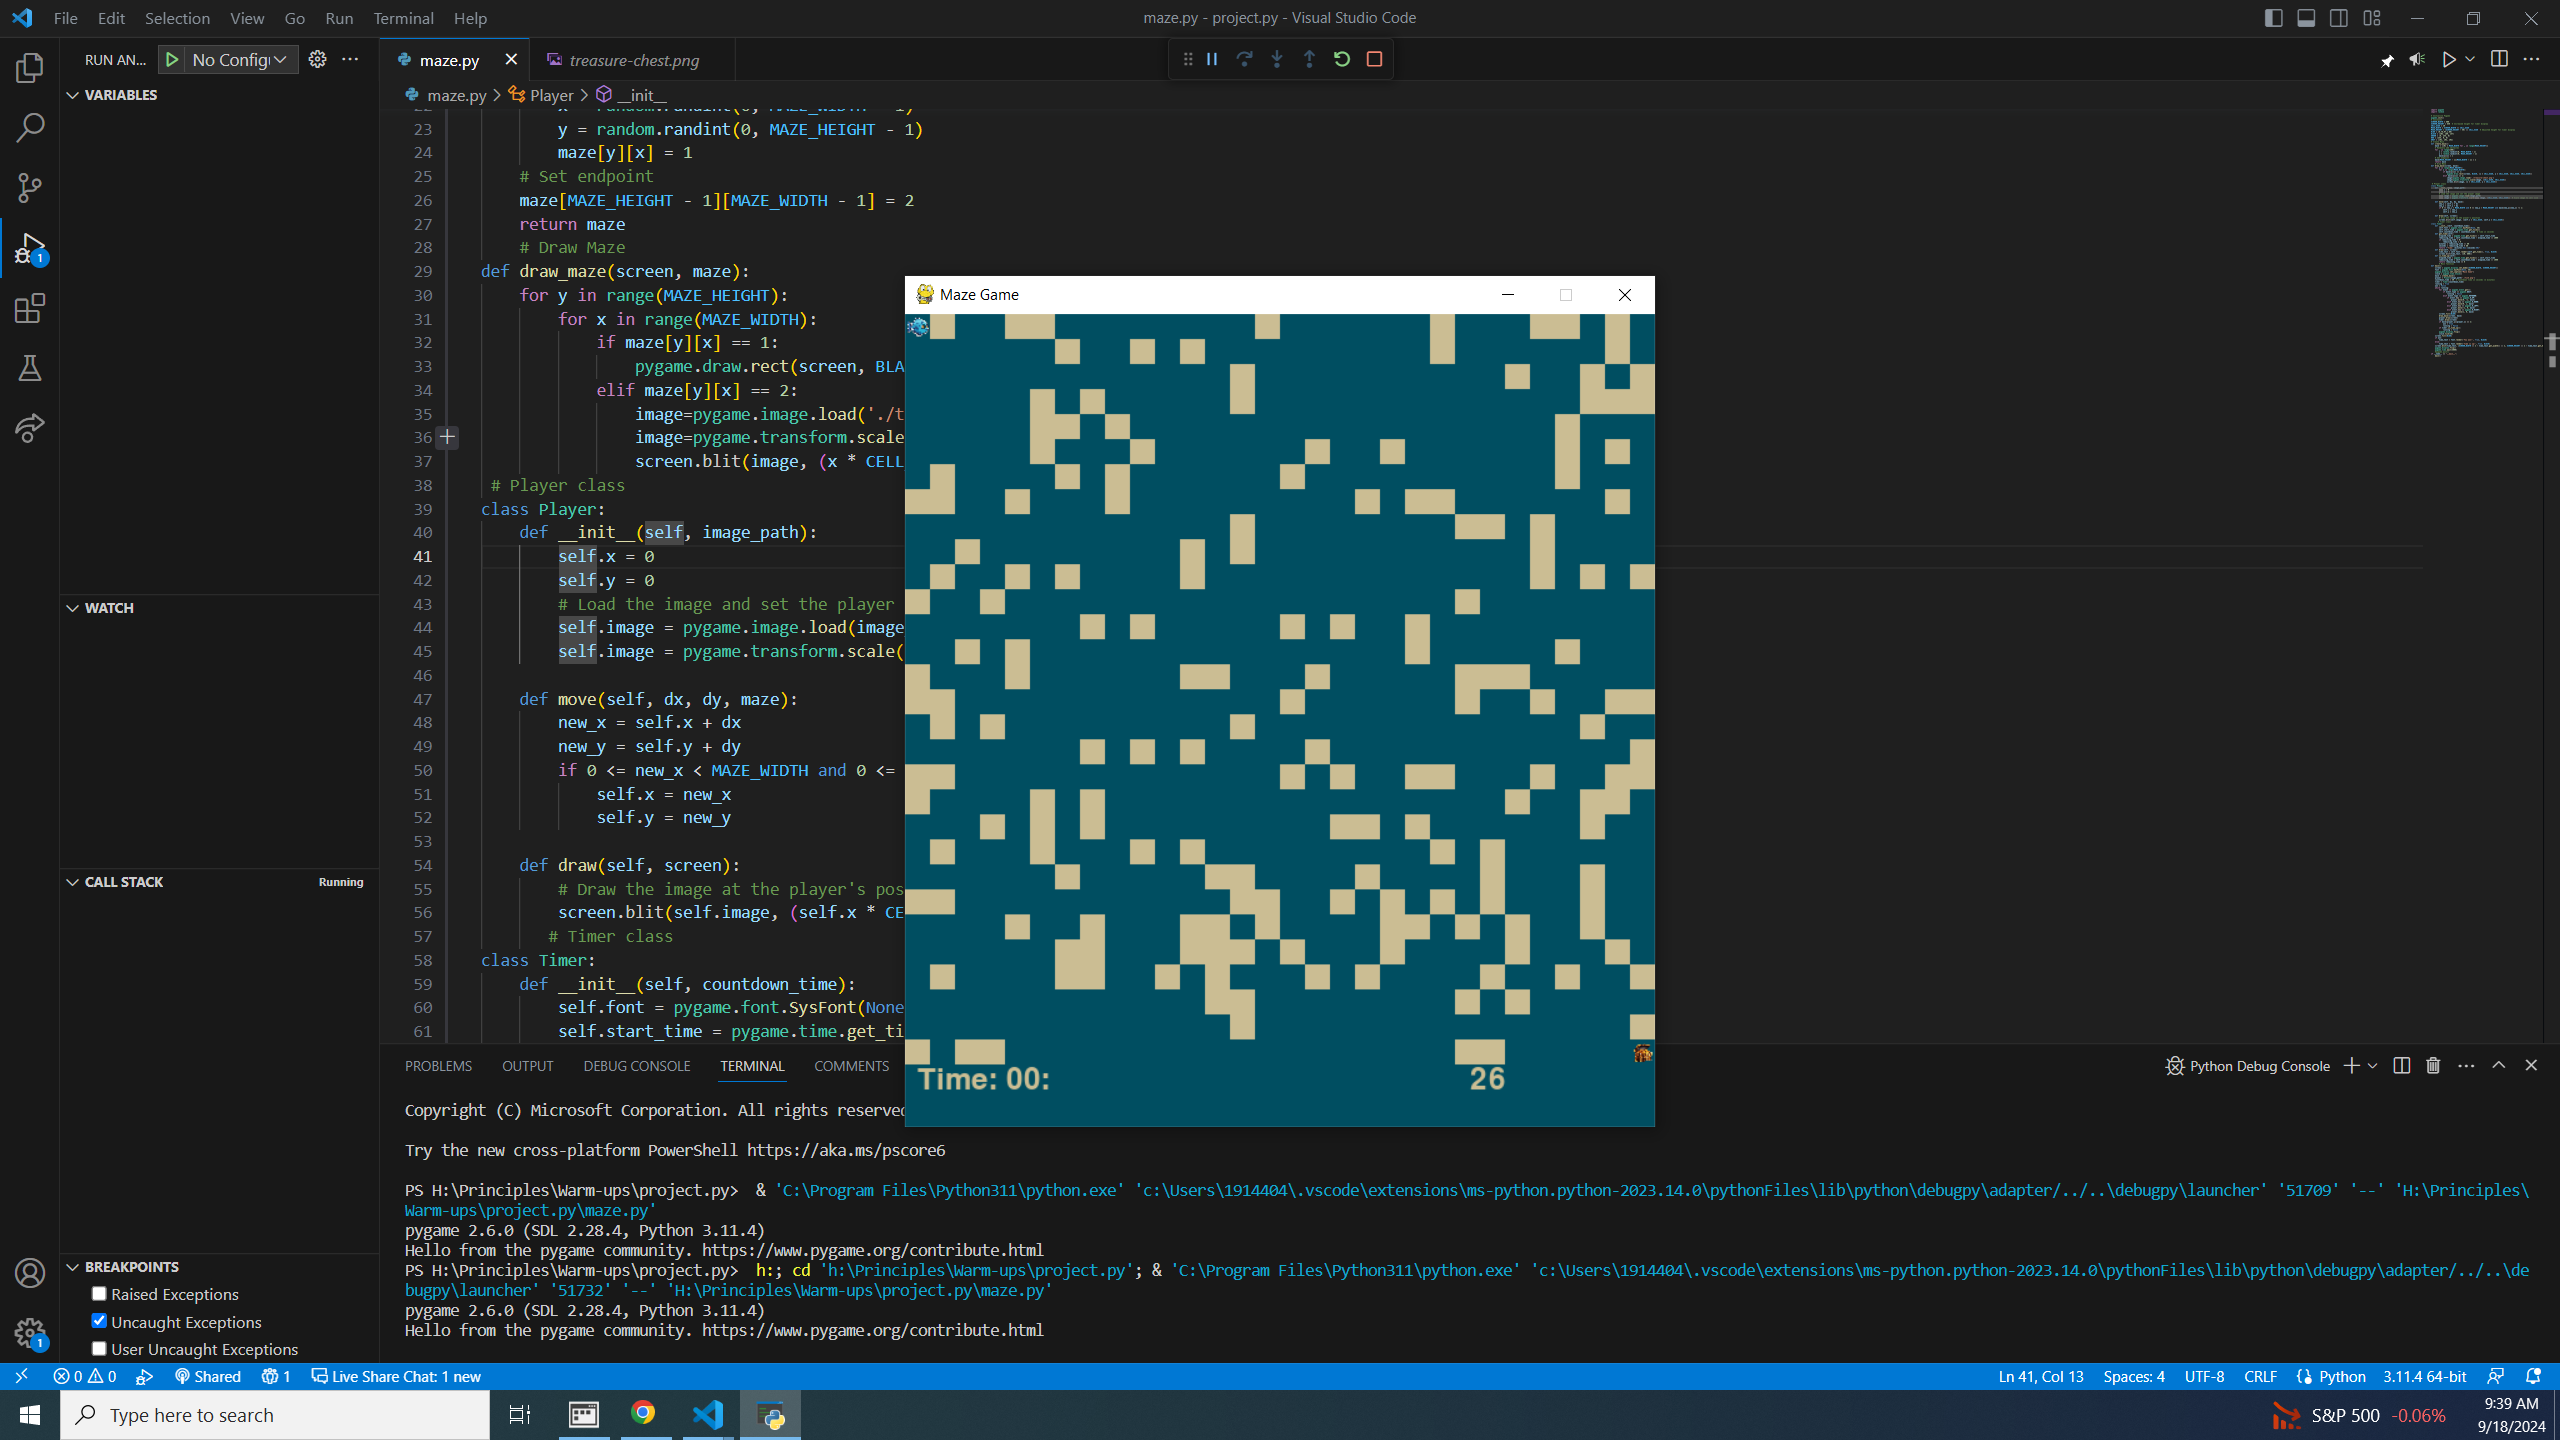 File Edit Selection View Go Run Terminal Help
maze.py - project.py - Visual Studio Code
RUN AN... No Config
maze.py treasure-chest.png
maze.py > Player > __init__
VARIABLES
WATCH
CALL STACK Running
BREAKPOINTS
Raised Exceptions
Uncaught Exceptions
User Uncaught Exceptions
23 y = random.randint(0, MAZE_HEIGHT - 1)
24 maze[y][x] = 1
25 # Set endpoint
26 maze[MAZE_HEIGHT - 1][MAZE_WIDTH - 1] = 2
27 return maze
28 # Draw Maze
29 def draw_maze(screen, maze):
30 for y in range(MAZE_HEIGHT):
31 for x in range(MAZE_WIDTH):
32 if maze[y][x] == 1:
33 pygame.draw.rect(screen, BLA
34 elif maze[y][x] == 2:
35 image=pygame.image.load('./t
36 image=pygame.transform.scale
37 screen.blit(image, (x * CELL
38 # Player class
39 class Player:
40 def __init__(self, image_path):
41 self.x = 0
42 self.y = 0
43 # Load the image and set the player
44 self.image = pygame.image.load(image
45 self.image = pygame.transform.scale(
46
47 def move(self, dx, dy, maze):
48 new_x = self.x + dx
49 new_y = self.y + dy
50 if 0 <= new_x < MAZE_WIDTH and 0 <=
51 self.x = new_x
52 self.y = new_y
53
54 def draw(self, screen):
55 # Draw the image at the player's pos
56 screen.blit(self.image, (self.x * CE
57 # Timer class
58 class Timer:
59 def __init__(self, countdown_time):
60 self.font = pygame.font.SysFont(None
61 self.start_time = pygame.time.get_ti
Maze Game
Time: 00: 26
PROBLEMS OUTPUT DEBUG CONSOLE TERMINAL COMMENTS
Python Debug Console
Copyright (C) Microsoft Corporation. All rights reserved
Try the new cross-platform PowerShell https://aka.ms/pscore6
PS H:\Principles\Warm-ups\project.py> & 'C:\Program Files\Python311\python.exe' 'c:\Users\1914404\.vscode\extensions\ms-python.python-2023.14.0\pythonFiles\lib\python\debugpy\adapter/../..\debugpy\launcher' '51709' '--' 'H:\Principles\
Warm-ups\project.py\maze.py'
pygame 2.6.0 (SDL 2.28.4, Python 3.11.4)
Hello from the pygame community. https://www.pygame.org/contribute.html
PS H:\Principles\Warm-ups\project.py> h:; cd 'h:\Principles\Warm-ups\project.py'; & 'C:\Program Files\Python311\python.exe' 'c:\Users\1914404\.vscode\extensions\ms-python.python-2023.14.0\pythonFiles\lib\python\debugpy\adapter/../..\de
bugpy\launcher' '51732' '--' 'H:\Principles\Warm-ups\project.py\maze.py'
pygame 2.6.0 (SDL 2.28.4, Python 3.11.4)
Hello from the pygame community. https://www.pygame.org/contribute.html
0 0 Shared 1 Live Share Chat: 1 new
Ln 41, Col 13 Spaces: 4 UTF-8 CRLF Python 3.11.4 64-bit
Type here to search
S&P 500 -0.06%
9:39 AM
9/18/2024